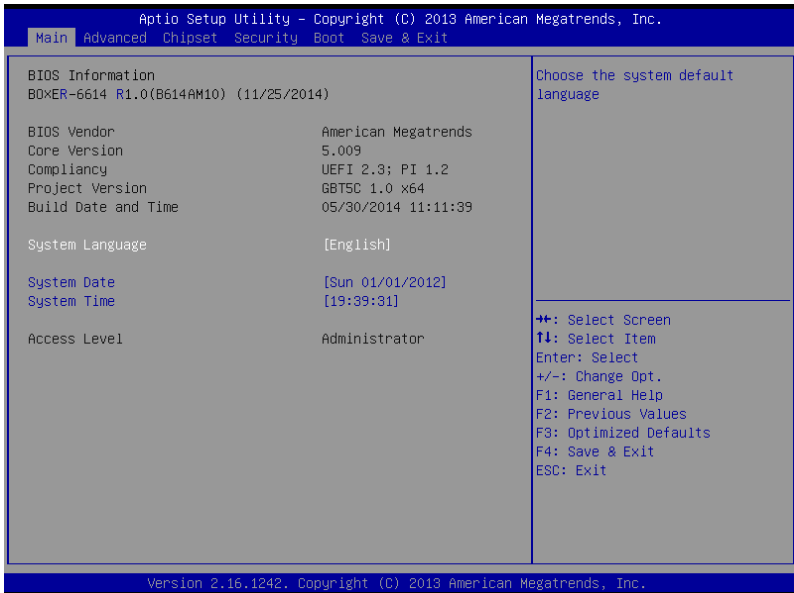 Aptio Setup Utility – Copyright (C) 2013 American Megatrends, Inc.
Main Advanced Chipset Security Boot Save & Exit
BIOS Information
BOXER-6614 R1.0(B614AM10) (11/25/2014)
BIOS Vendor American Megatrends
Core Version 5.009
Compliancy UEFI 2.3; PI 1.2
Project Version GBT5C 1.0 x64
Build Date and Time 05/30/2014 11:11:39
System Language [English]
System Date [Sun 01/01/2012]
System Time [19:39:31]
Access Level Administrator
Choose the system default
language
→←: Select Screen
↑↓: Select Item
Enter: Select
+/-: Change Opt.
F1: General Help
F2: Previous Values
F3: Optimized Defaults
F4: Save & Exit
ESC: Exit
Version 2.16.1242. Copyright (C) 2013 American Megatrends, Inc.